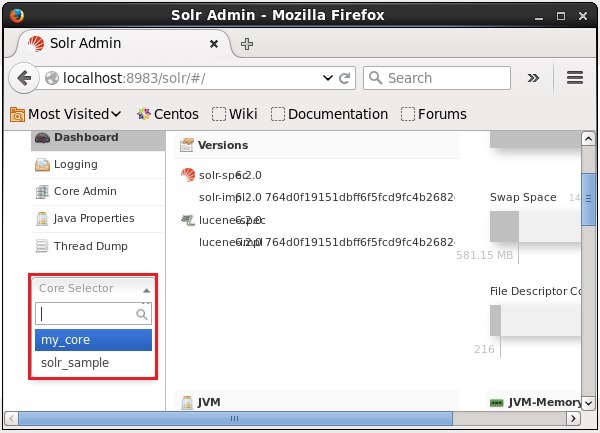 Solr Admin - Mozilla Firefox
Solr Admin
localhost:8983/solr/#/
Search
Most Visited
Centos
Wiki
Documentation
Forums
Dashboard
Logging
Core Admin
Java Properties
Thread Dump
Core Selector
my_core
solr_sample
Versions
solr-spec 6.2.0
solr-impl 6.2.0 764d0f19151dbff6f5fcd9fc4b2682
lucene-spec 6.2.0
lucene-impl 6.2.0 764d0f19151dbff6f5fcd9fc4b2682
JVM
Swap Space 14
581.15 MB
File Descriptor Co
216
JVM-Memory